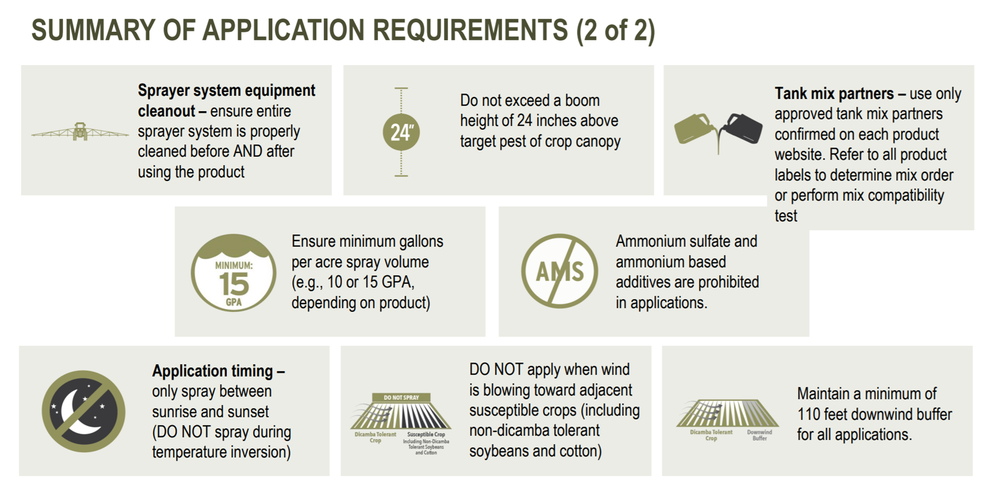 SUMMARY OF APPLICATION REQUIREMENTS (2 of 2)
Sprayer system equipment
cleanout – ensure entire
sprayer system is properly
cleaned before AND after
using the product
24"
Do not exceed a boom
height of 24 inches above
target pest of crop canopy
Tank mix partners – use only
approved tank mix partners
confirmed on each product
website. Refer to all product
labels to determine mix order
or perform mix compatibility
test
MINIMUM:
15
GPA
Ensure minimum gallons
per acre spray volume
(e.g., 10 or 15 GPA,
depending on product)
AMS
Ammonium sulfate and
ammonium based
additives are prohibited
in applications.
Application timing –
only spray between
sunrise and sunset
(DO NOT spray during
temperature inversion)
DO NOT SPRAY
Dicamba Tolerant
Crop
Susceptible Crop
Including Non-Dicamba
Tolerant Soybeans
and Cotton
DO NOT apply when wind
is blowing toward adjacent
susceptible crops (including
non-dicamba tolerant
soybeans and cotton)
Dicamba Tolerant
Crop
Downwind
Buffer
Maintain a minimum of
110 feet downwind buffer
for all applications.